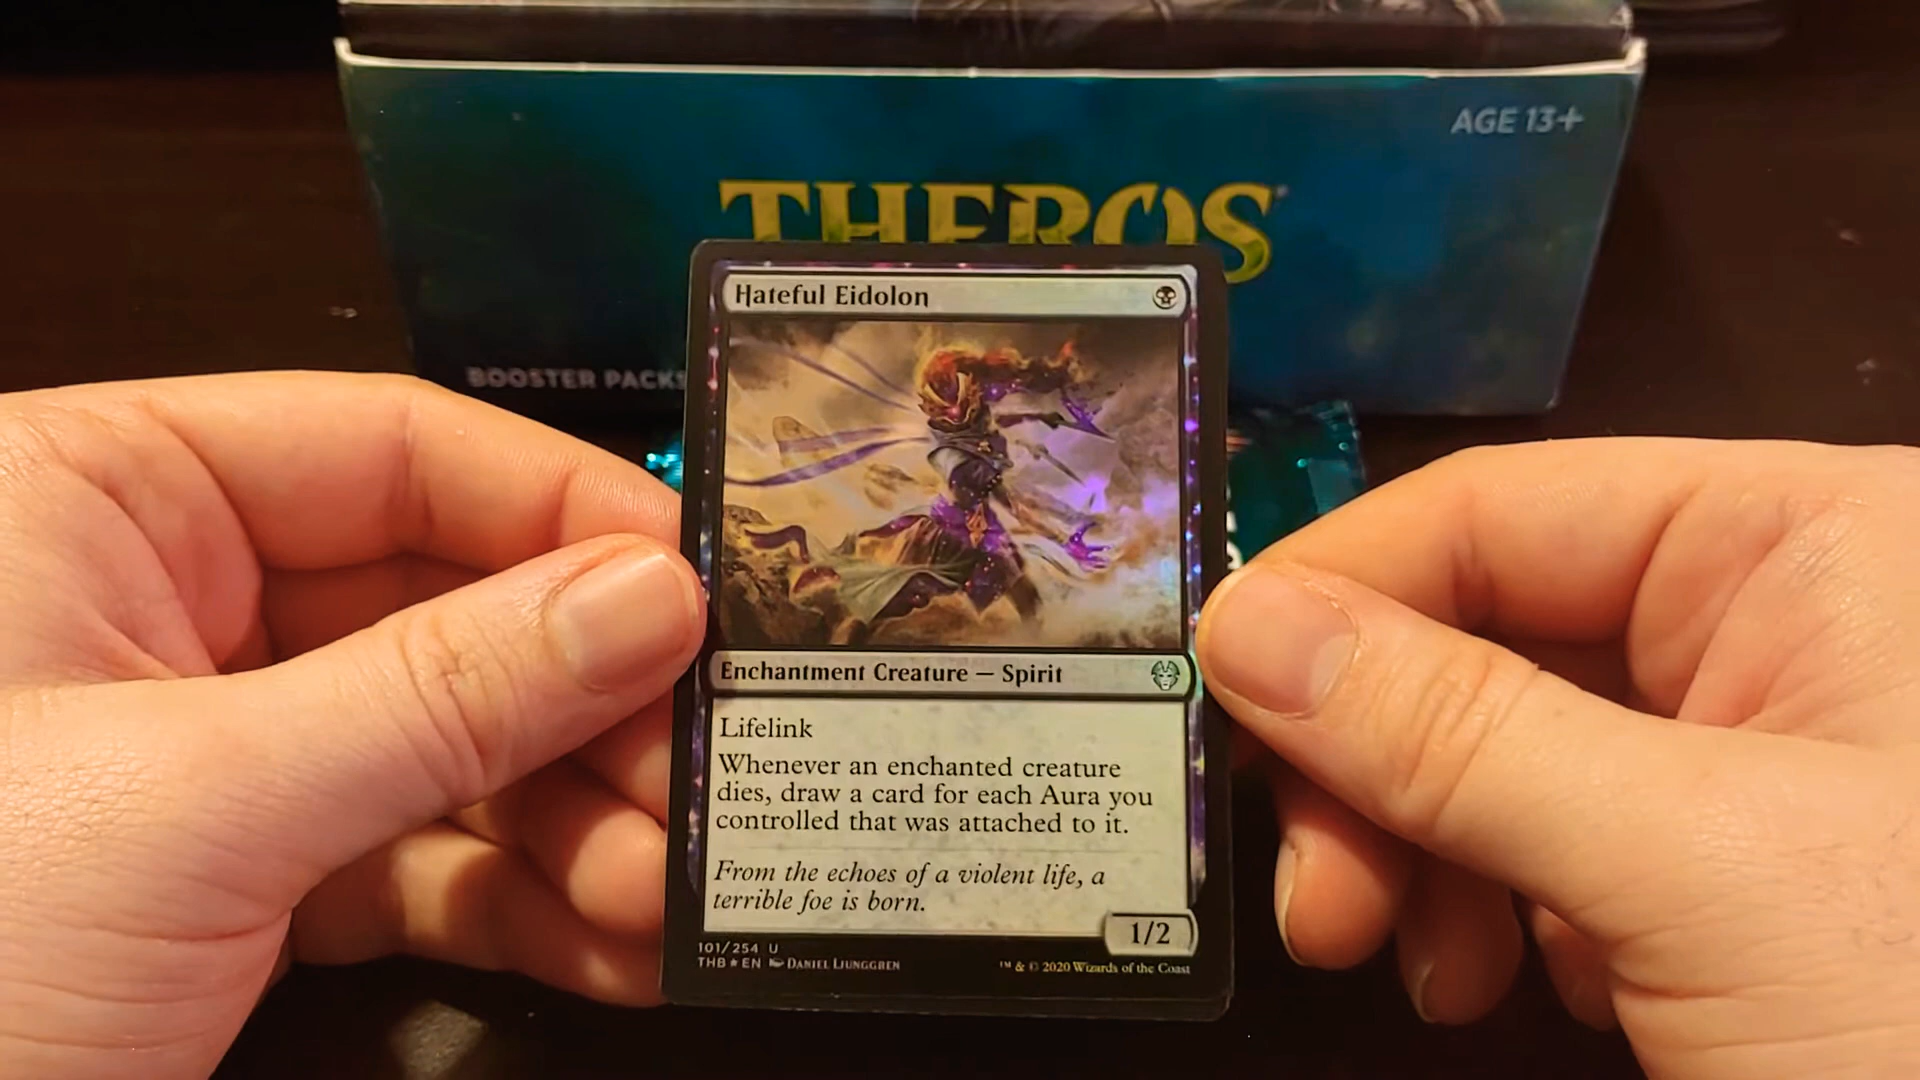 AGE 13+
THEROS
BOOSTER PACKS
Hateful Eidolon
Enchantment Creature — Spirit
Lifelink
Whenever an enchanted creature
dies, draw a card for each Aura you
controlled that was attached to it.
From the echoes of a violent life, a
terrible foe is born.
1/2
101/254 U
THB★EN Daniel Ljunggren
™ & © 2020 Wizards of the Coast